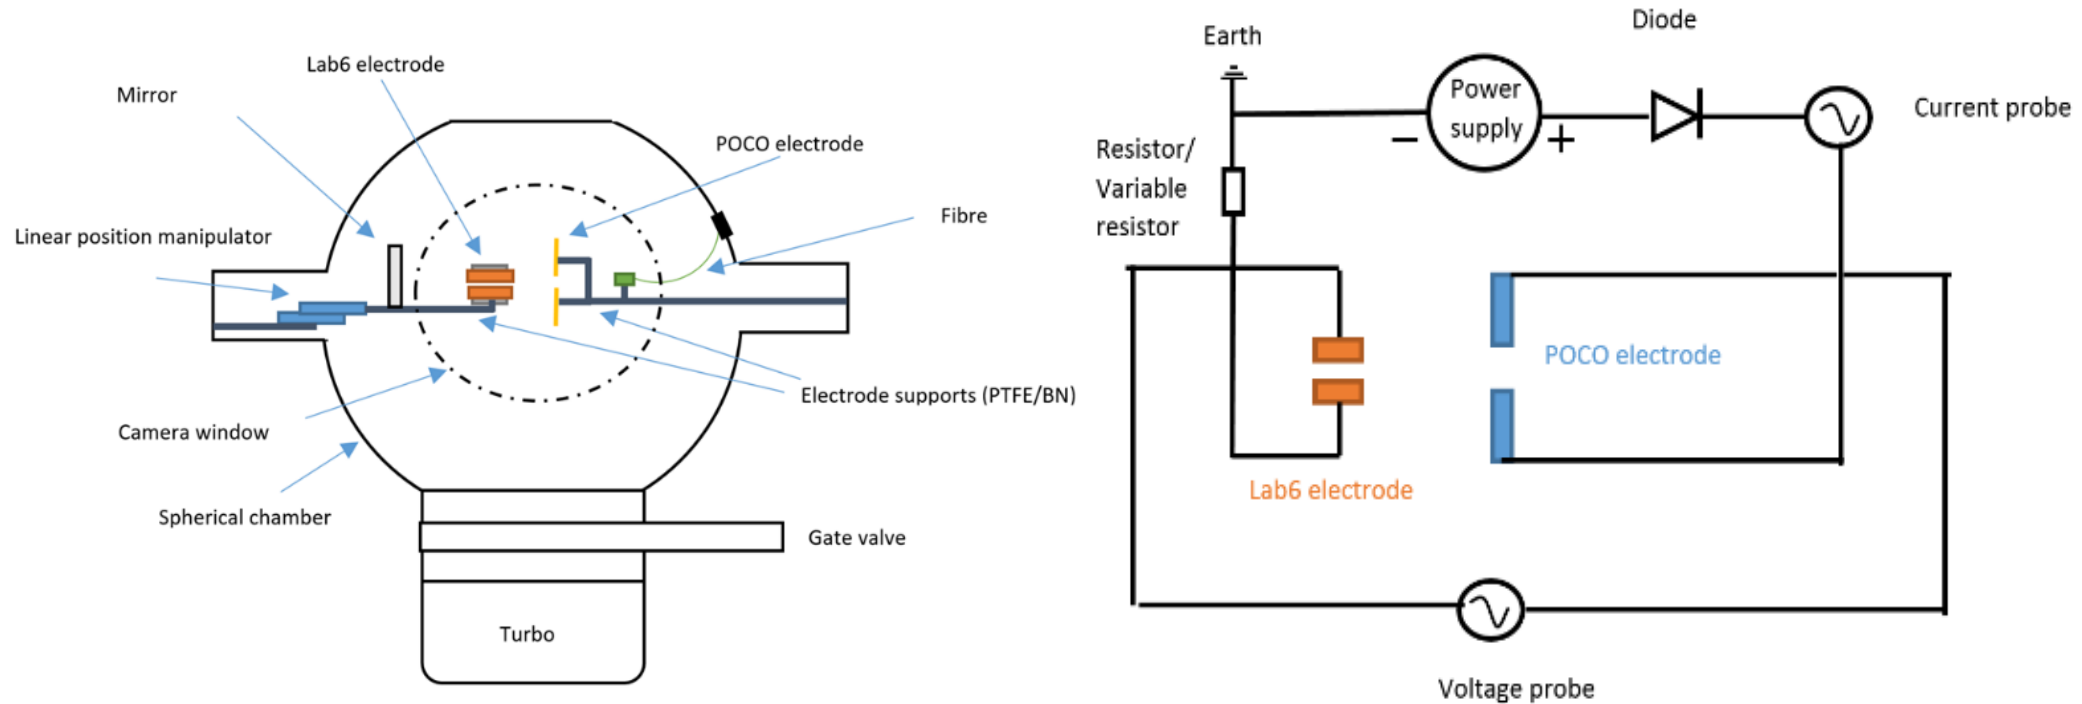 Lab6 electrode
Mirror
POCO electrode
Linear position manipulator
Fibre
Electrode supports (PTFE/BN)
Camera window
Spherical chamber
Gate valve
Turbo
Earth
Diode
Power
supply
−
+
Current probe
Resistor/
Variable
resistor
POCO electrode
Lab6 electrode
Voltage probe